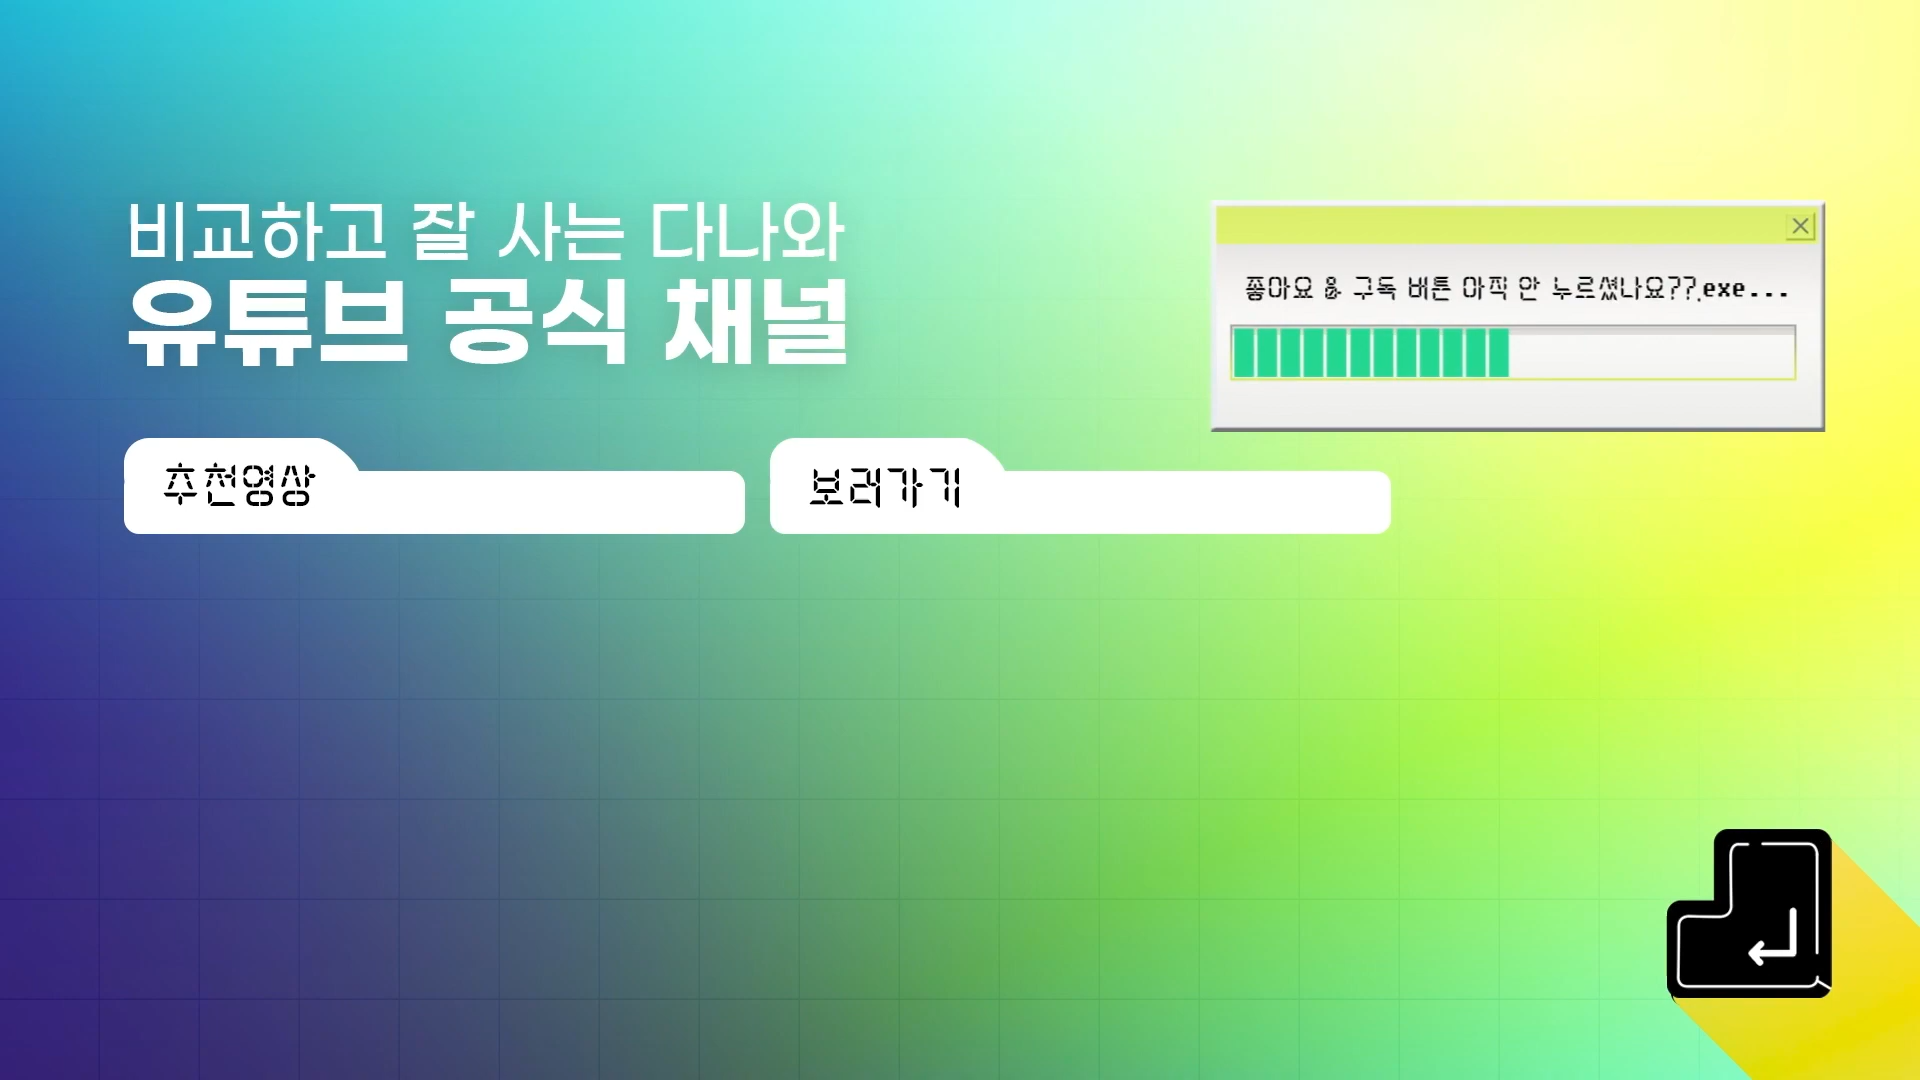 비교하고 잘 사는 다나와
유튜브 공식 채널
좋아요 & 구독 버튼 아직 안 누르셨나요??.exe...
추천영상
보러가기